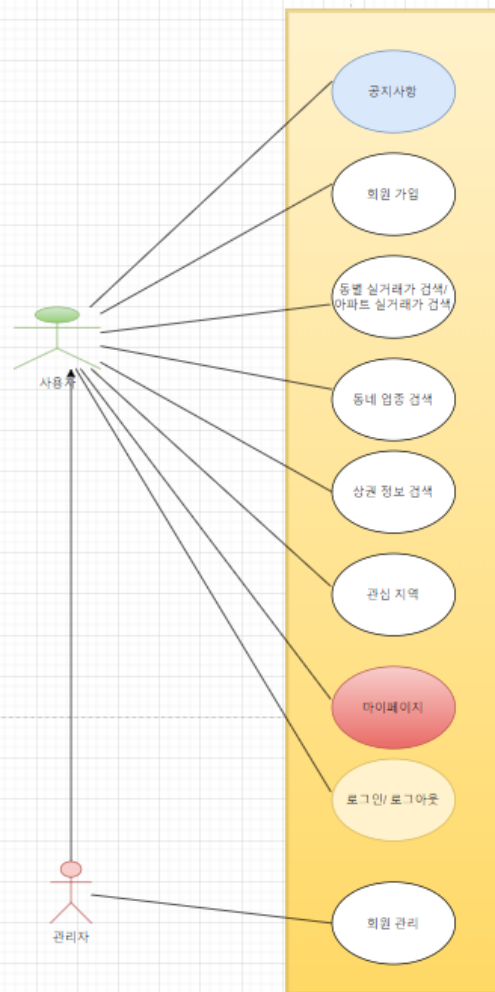 공지사항
회원 가입
동별 실거래가 검색/
아파트 실거래가 검색
사용자
동네 업종 검색
상권 정보 검색
관심 지역
마이페이지
로그인/ 로그아웃
회원 관리
관리자